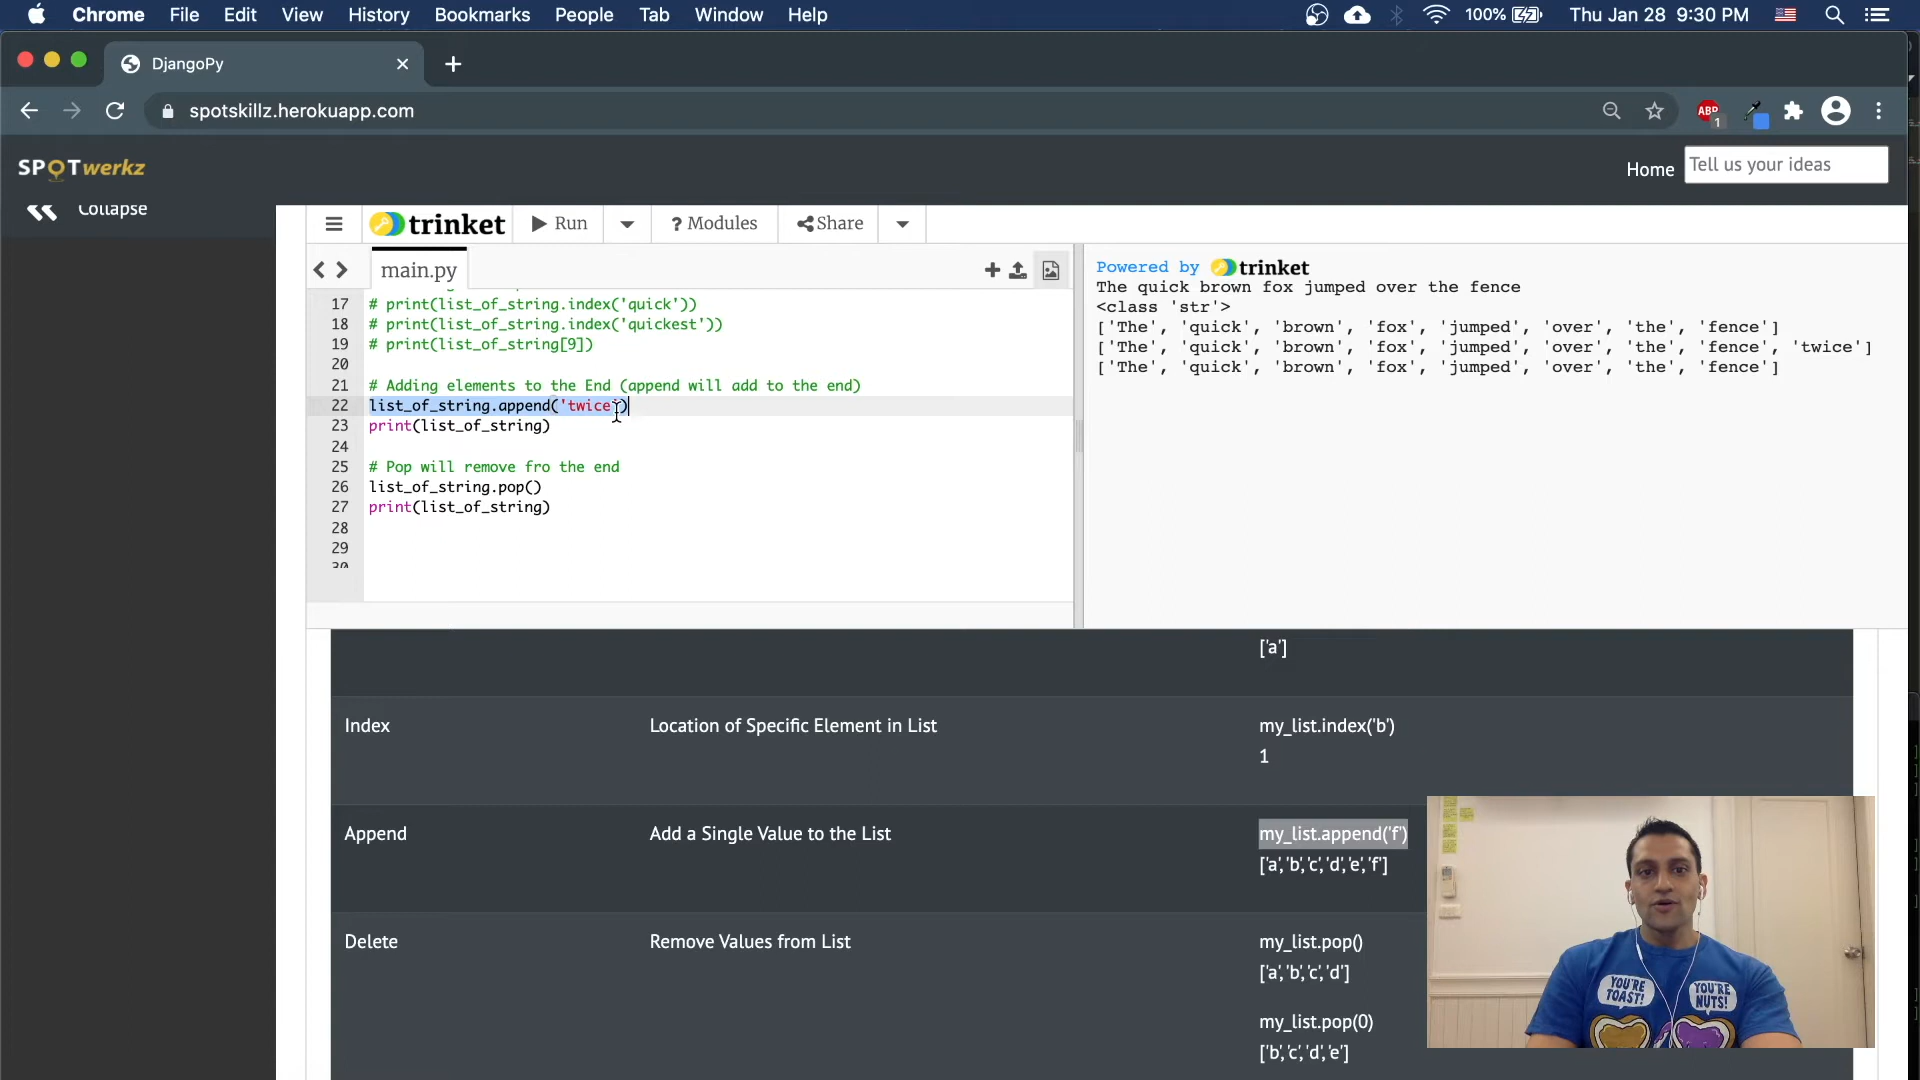 Chrome File Edit View History Bookmarks People Tab Window Help 100% Thu Jan 28 9:30 PM
DjangoPy
spotskillz.herokuapp.com ABP 1
SPOTwerkz Home Tell us your ideas
Collapse
trinket Run ? Modules Share
main.py
17 # print(list_of_string.index('quick'))
18 # print(list_of_string.index('quickest'))
19 # print(list_of_string[9])
20
21 # Adding elements to the End (append will add to the end)
22 list_of_string.append('twice')
23 print(list_of_string)
24
25 # Pop will remove fro the end
26 list_of_string.pop()
27 print(list_of_string)
28
29
30
Powered by trinket
The quick brown fox jumped over the fence
<class 'str'>
['The', 'quick', 'brown', 'fox', 'jumped', 'over', 'the', 'fence']
['The', 'quick', 'brown', 'fox', 'jumped', 'over', 'the', 'fence', 'twice']
['The', 'quick', 'brown', 'fox', 'jumped', 'over', 'the', 'fence']
['a']
Index Location of Specific Element in List my_list.index('b')
1
Append Add a Single Value to the List my_list.append('f')
['a','b','c','d','e','f']
Delete Remove Values from List my_list.pop()
['a','b','c','d']
my_list.pop(0)
['b','c','d','e']
YOU'RE TOAST!
YOU'RE NUTS!